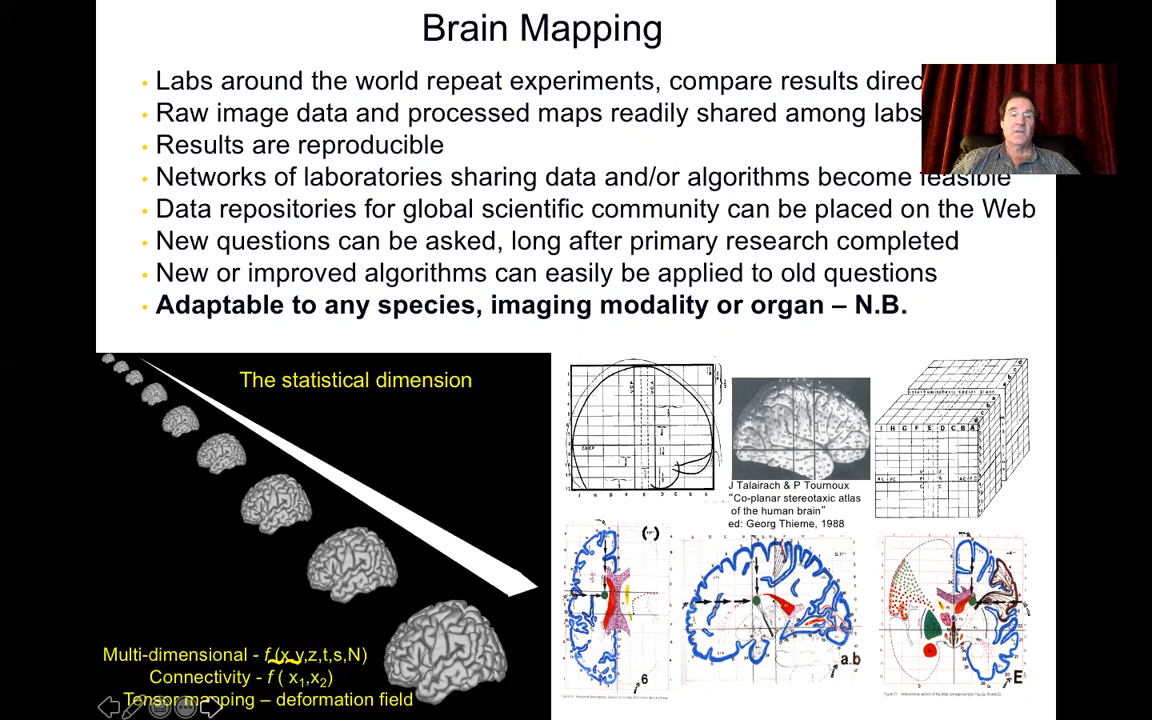 Brain Mapping
• Labs around the world repeat experiments, compare results direc
• Raw image data and processed maps readily shared among labs
• Results are reproducible
• Networks of laboratories sharing data and/or algorithms become feasible
• Data repositories for global scientific community can be placed on the Web
• New questions can be asked, long after primary research completed
• New or improved algorithms can easily be applied to old questions
• Adaptable to any species, imaging modality or organ – N.B.
The statistical dimension
J Talairach & P Tournoux
"Co-planar stereotaxic atlas
of the human brain"
ed: Georg Thieme, 1988
I H G F E D C B A
6
a.b
E
Multi-dimensional - f (x,y,z,t,s,N)
Connectivity - f ( x1,x2)
Tensor mapping – deformation field